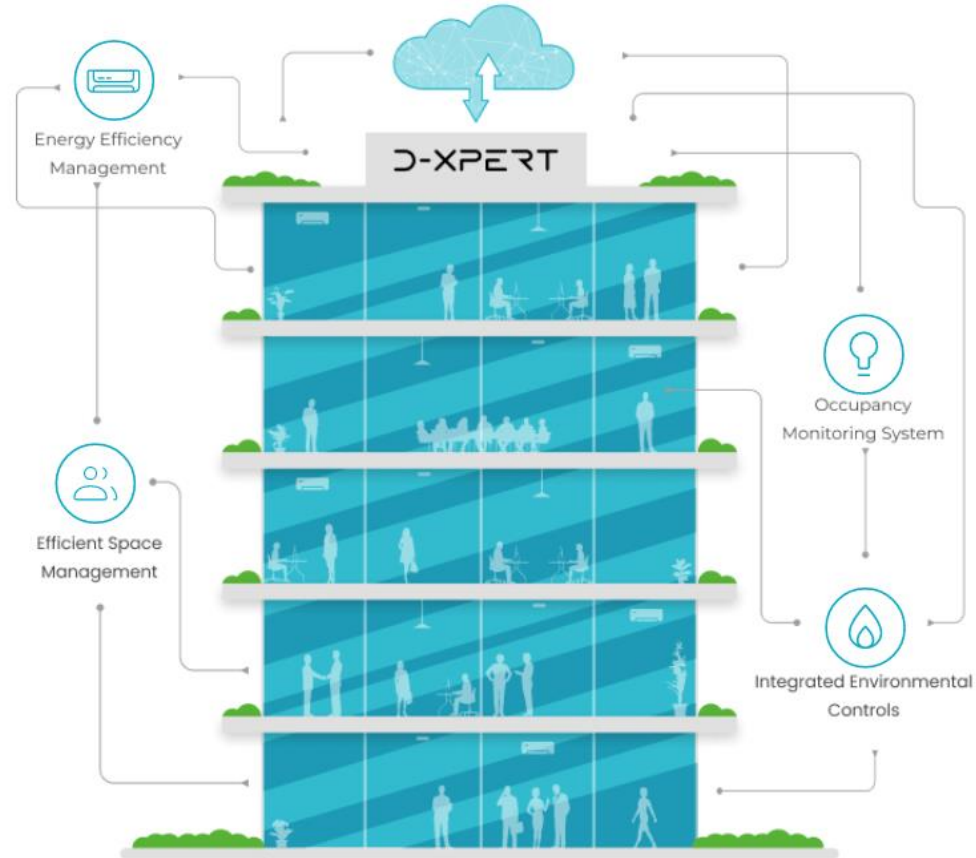 D-XPERT
Energy Efficiency
Management
Occupancy
Monitoring System
Efficient Space
Management
Integrated Environmental
Controls